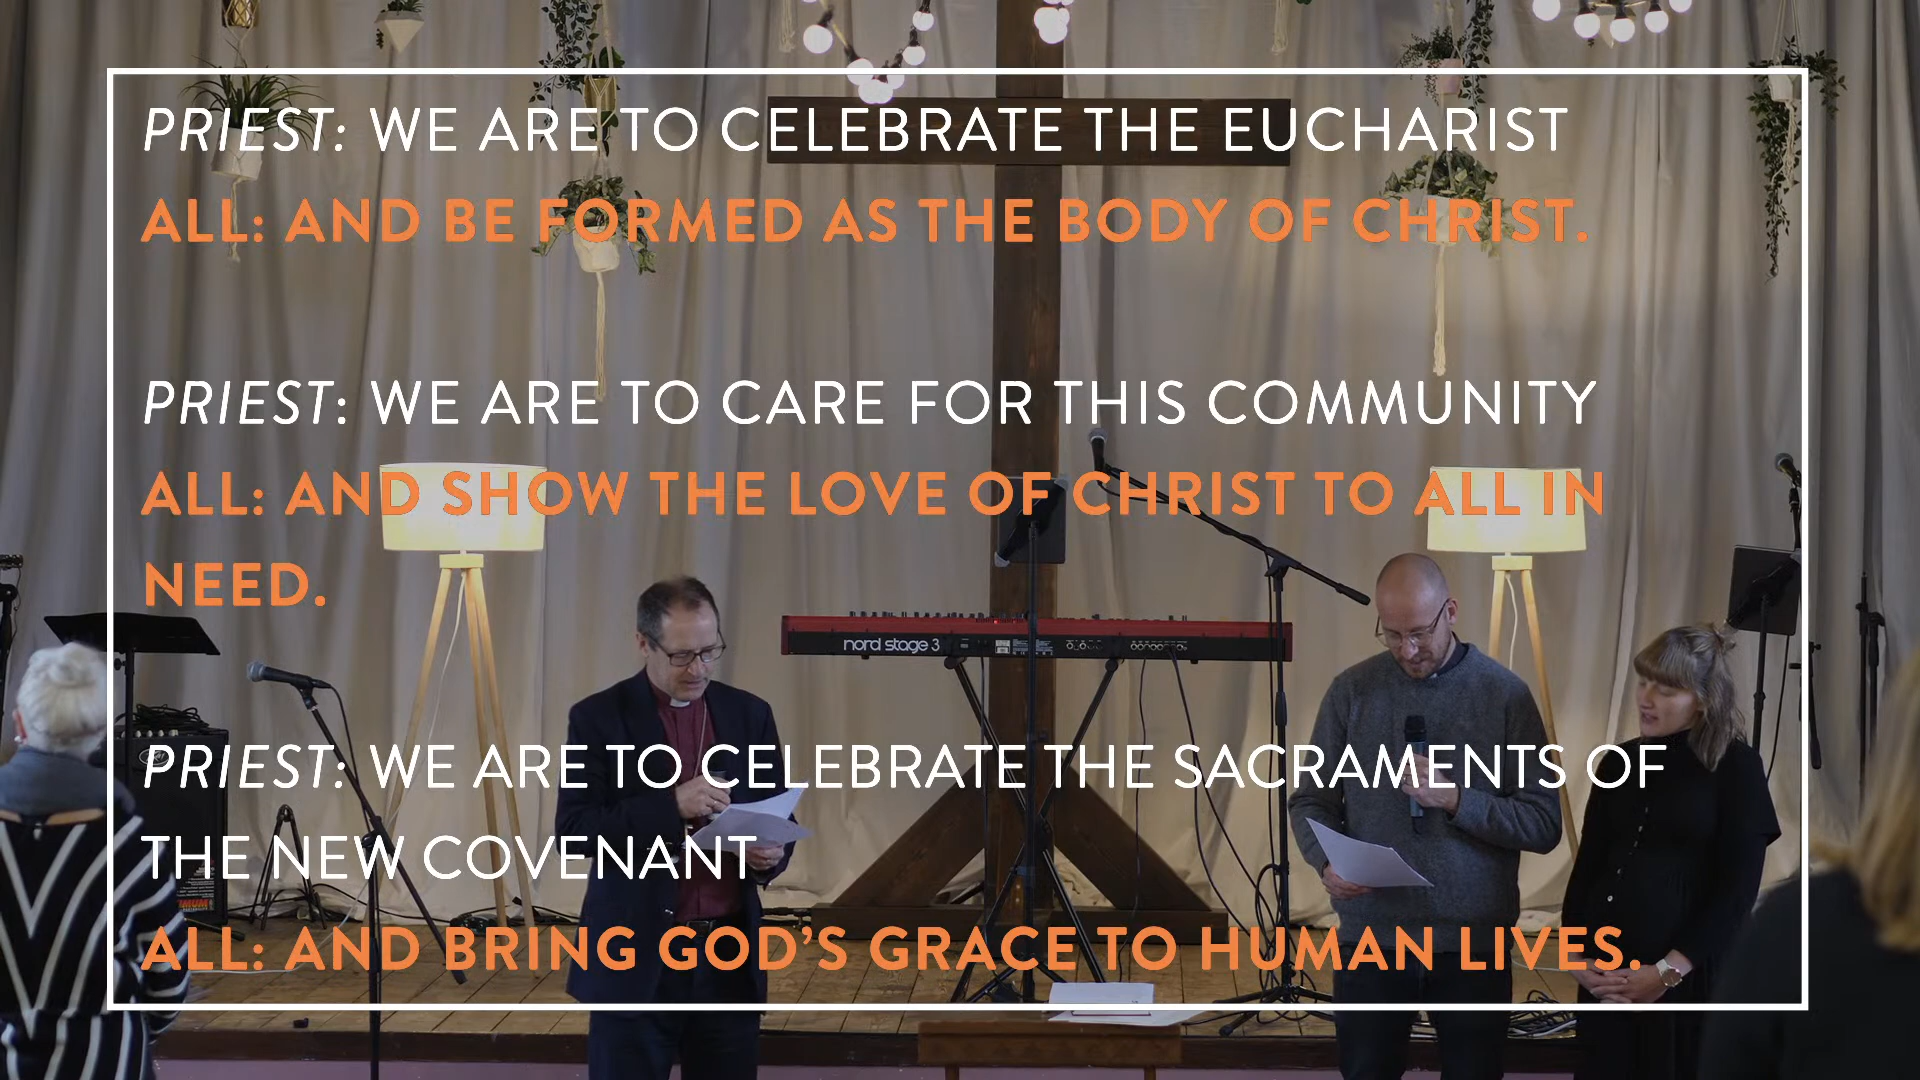 PRIEST: WE ARE TO CELEBRATE THE EUCHARIST
ALL: AND BE FORMED AS THE BODY OF CHRIST.
PRIEST: WE ARE TO CARE FOR THIS COMMUNITY
ALL: AND SHOW THE LOVE OF CHRIST TO ALL IN
NEED.
nord stage 3
PRIEST: WE ARE TO CELEBRATE THE SACRAMENTS OF
THE NEW COVENANT
ALL: AND BRING GOD’S GRACE TO HUMAN LIVES.